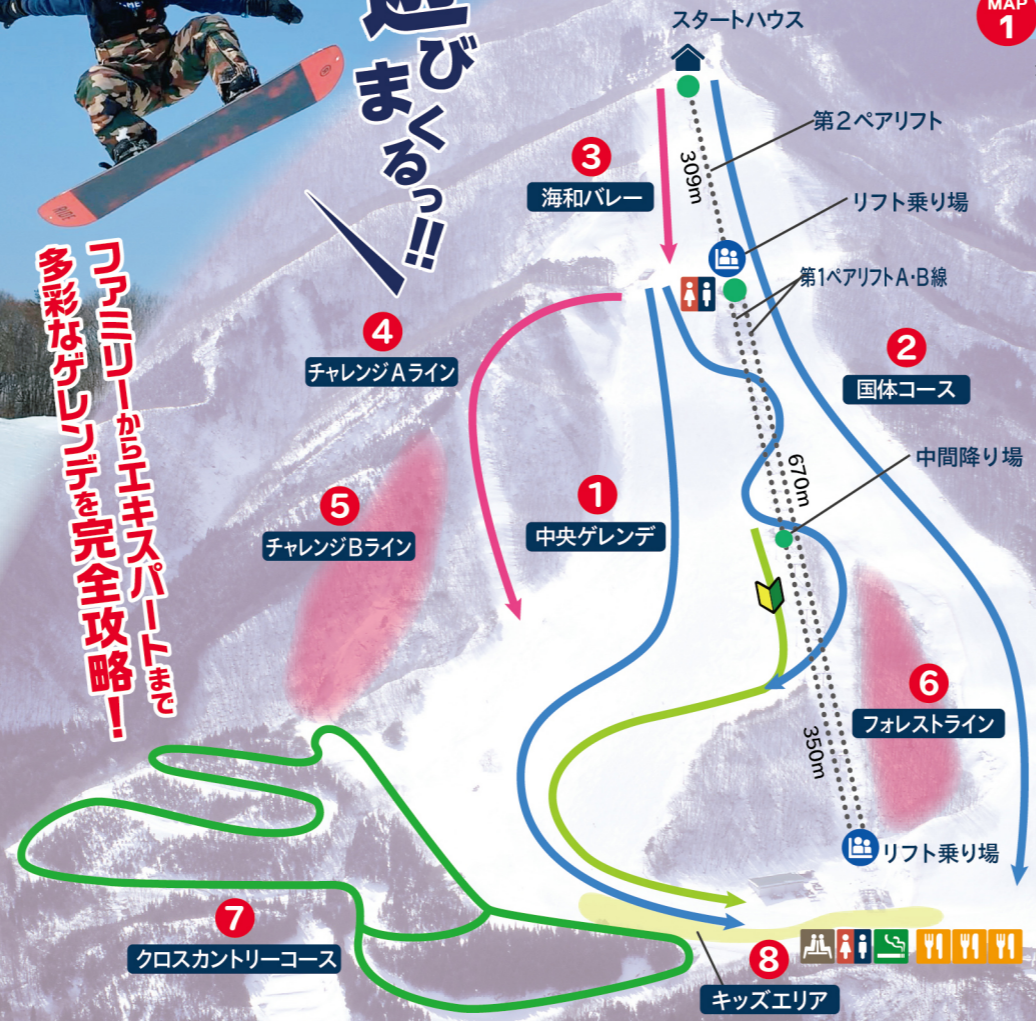 遊びまくるっ!!
ファミリーからエキスパートまで
多彩なゲレンデを完全攻略!
RIDE
MAP
1
スタートハウス
第2ペアリフト
309m
リフト乗り場
第1ペアリフトA・B線
3
海和バレー
4
チャレンジAライン
2
国体コース
中間降り場
670m
5
チャレンジBライン
1
中央ゲレンデ
6
フォレストライン
350m
リフト乗り場
7
クロスカントリーコース
8
キッズエリア